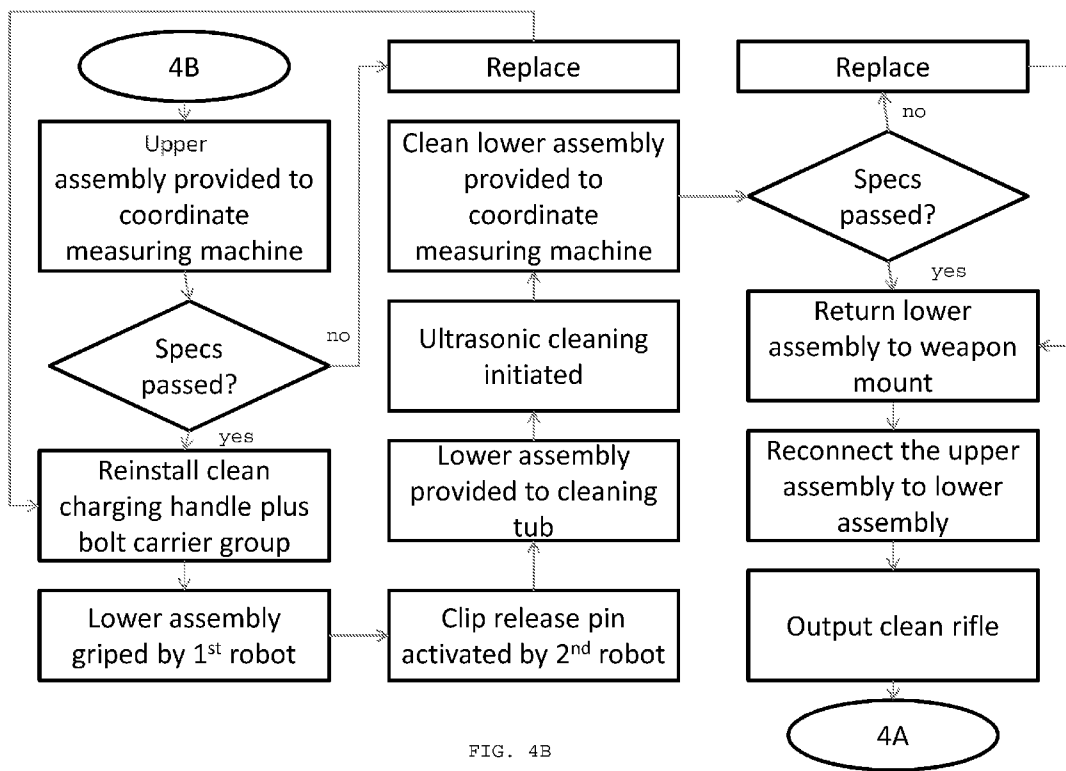 4B
Upper
assembly provided to
coordinate
measuring machine
Specs
passed?
no
yes
Replace
Reinstall clean
charging handle plus
bolt carrier group
Lower assembly
griped by 1st robot
Clip release pin
activated by 2nd robot
Lower assembly
provided to cleaning
tub
Ultrasonic cleaning
initiated
Clean lower assembly
provided to
coordinate
measuring machine
Specs
passed?
no
Replace
yes
Return lower
assembly to weapon
mount
Reconnect the upper
assembly to lower
assembly
Output clean rifle
4A
FIG. 4B